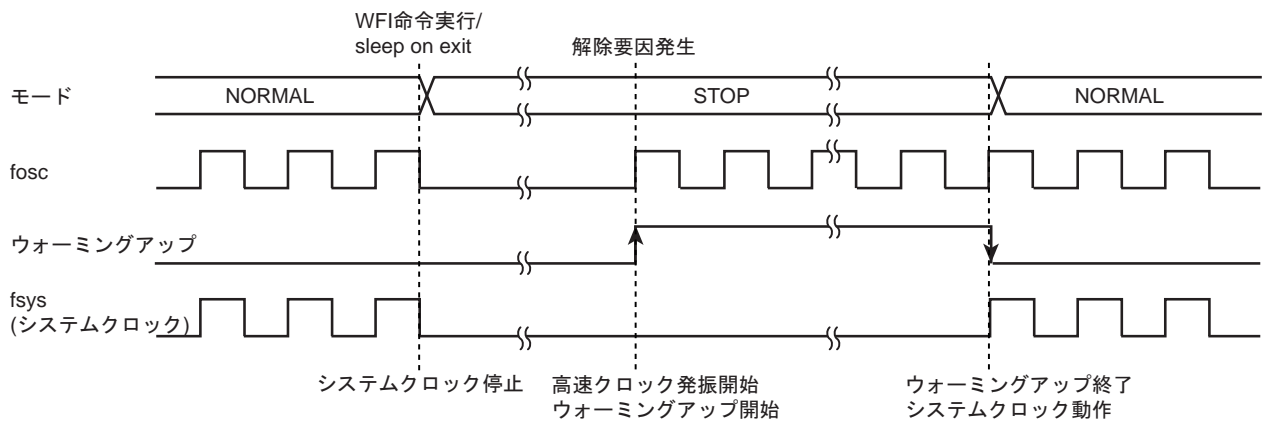 WFI命令実行/
sleep on exit
解除要因発生
モード
NORMAL
STOP
NORMAL
fosc
ウォーミングアップ
fsys
(システムクロック)
システムクロック停止
高速クロック発振開始
ウォーミングアップ開始
ウォーミングアップ終了
システムクロック動作